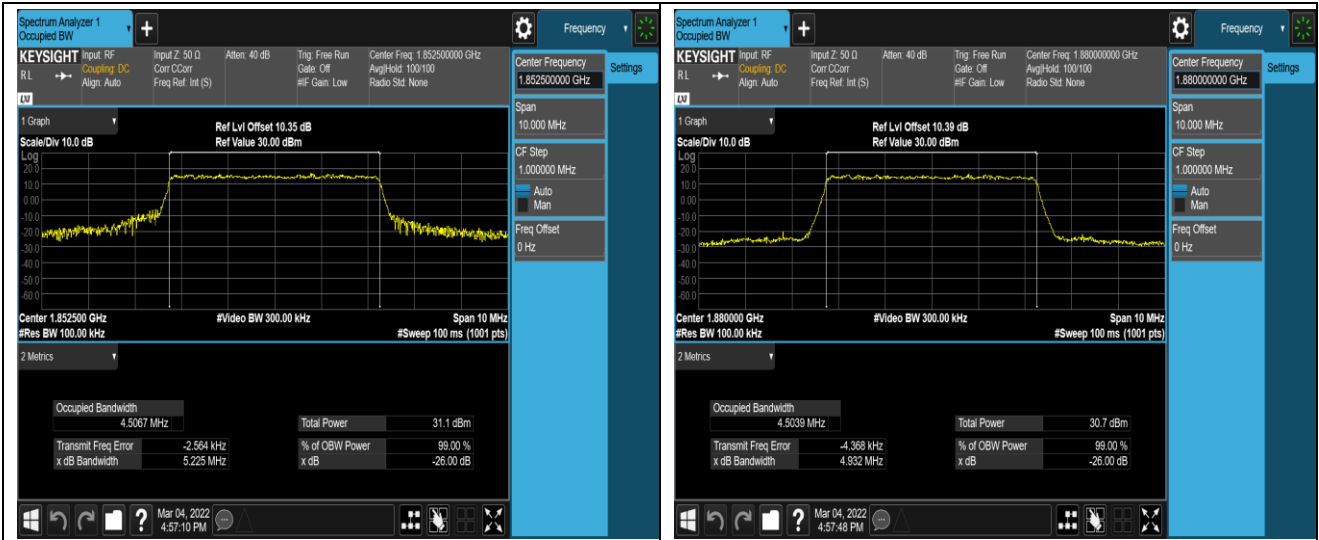 Spectrum Analyzer 1
Occupied BW
+
Frequency
KEYSIGHT Input: RF Input Z: 50 Ω Atten: 40 dB Trig: Free Run Center Freq: 1.852500000 GHz
RL Coupling: DC Corr CCorr Gate: Off Avg|Hold: 100/100
Align: Auto Freq Ref: Int (S) #IF Gain: Low Radio Std: None
LXI
Center Frequency
1.852500000 GHz
Settings
Span
10.000 MHz
CF Step
1.000000 MHz
Auto
Man
Freq Offset
0 Hz
1 Graph
Ref Lvl Offset 10.35 dB
Scale/Div 10.0 dB Ref Value 30.00 dBm
Log
20.0
10.0
0.00
-10.0
-20.0
-30.0
-40.0
-50.0
-60.0
Center 1.852500 GHz #Video BW 300.00 kHz Span 10 MHz
#Res BW 100.00 kHz #Sweep 100 ms (1001 pts)
2 Metrics
Occupied Bandwidth
4.5067 MHz Total Power 31.1 dBm
Transmit Freq Error -2.564 kHz % of OBW Power 99.00 %
x dB Bandwidth 5.225 MHz x dB -26.00 dB
?
Mar 04, 2022
4:57:10 PM
Spectrum Analyzer 1
Occupied BW
+
Frequency
KEYSIGHT Input: RF Input Z: 50 Ω Atten: 40 dB Trig: Free Run Center Freq: 1.880000000 GHz
RL Coupling: DC Corr CCorr Gate: Off Avg|Hold: 100/100
Align: Auto Freq Ref: Int (S) #IF Gain: Low Radio Std: None
LXI
Center Frequency
1.880000000 GHz
Settings
Span
10.000 MHz
CF Step
1.000000 MHz
Auto
Man
Freq Offset
0 Hz
1 Graph
Ref Lvl Offset 10.39 dB
Scale/Div 10.0 dB Ref Value 30.00 dBm
Log
20.0
10.0
0.00
-10.0
-20.0
-30.0
-40.0
-50.0
-60.0
Center 1.880000 GHz #Video BW 300.00 kHz Span 10 MHz
#Res BW 100.00 kHz #Sweep 100 ms (1001 pts)
2 Metrics
Occupied Bandwidth
4.5039 MHz Total Power 30.7 dBm
Transmit Freq Error -4.368 kHz % of OBW Power 99.00 %
x dB Bandwidth 4.932 MHz x dB -26.00 dB
?
Mar 04, 2022
4:57:48 PM